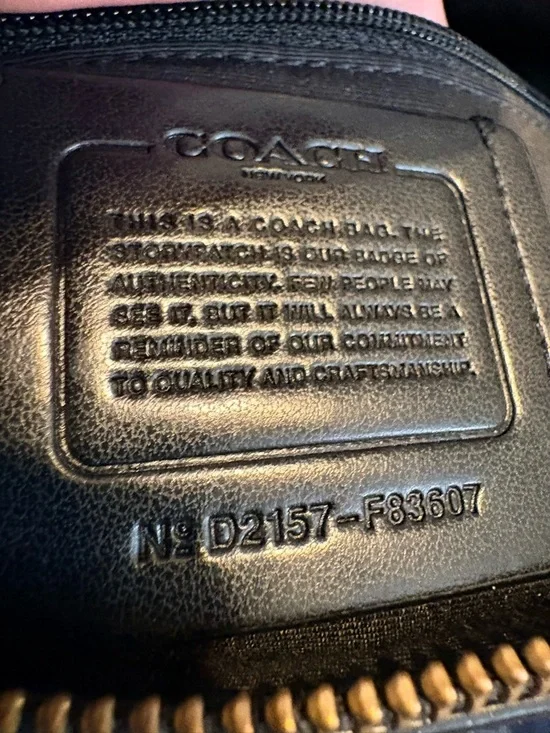 COACH
NEW YORK
THIS IS A COACH BAG. THE
STORYPATCH IS OUR BADGE OF
AUTHENTICITY. FEW PEOPLE MAY
SEE IT. BUT IT WILL ALWAYS BE A
REMINDER OF OUR COMMITMENT
TO QUALITY AND CRAFTSMANSHIP.
Nº D2157-F83607